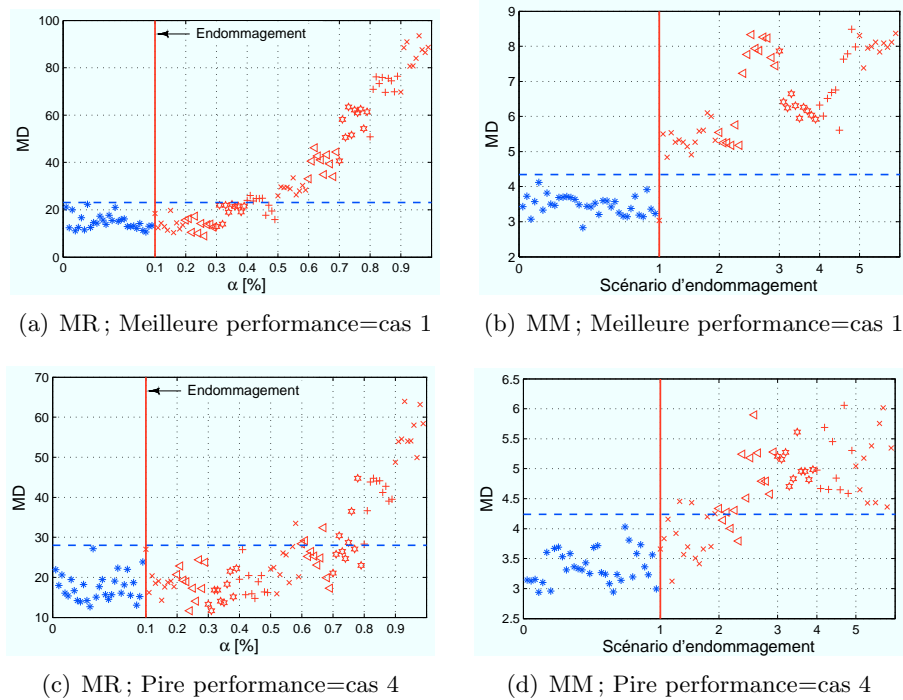 100
80
60
40
20
0
MD
Endommagement
0 0.1 0.2 0.3 0.4 0.5 0.6 0.7 0.8 0.9
α [%]
(a) MR ; Meilleure performance=cas 1
9
8
7
6
5
4
3
2
MD
0 1 2 3 4 5
Scénario d'endommagement
(b) MM ; Meilleure performance=cas 1
70
60
50
40
30
20
10
MD
Endommagement
0 0.1 0.2 0.3 0.4 0.5 0.6 0.7 0.8 0.9
α [%]
(c) MR ; Pire performance=cas 4
6.5
6
5.5
5
4.5
4
3.5
3
2.5
MD
0 1 2 3 4 5
Scénario d'endommagement
(d) MM ; Pire performance=cas 4